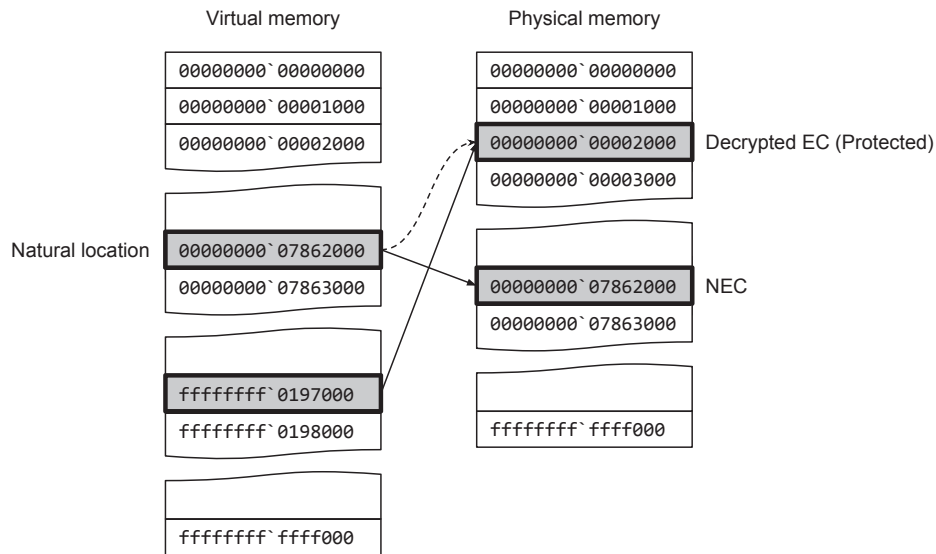 Virtual memory
Physical memory
00000000`00000000
00000000`00001000
00000000`00002000
Natural location
00000000`07862000
00000000`07863000
ffffffff`0197000
ffffffff`0198000
ffffffff`ffff000
00000000`00000000
00000000`00001000
00000000`00002000
Decrypted EC (Protected)
00000000`00003000
00000000`07862000
NEC
00000000`07863000
ffffffff`ffff000